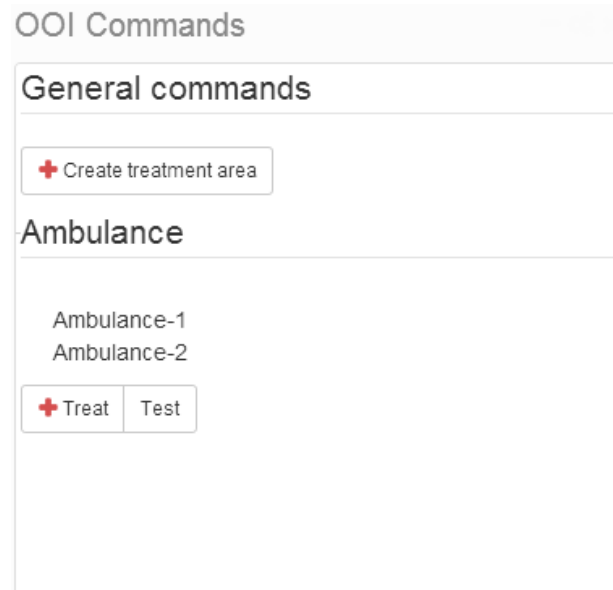 OOI Commands
General commands
Create treatment area
Ambulance
Ambulance-1
Ambulance-2
Treat Test